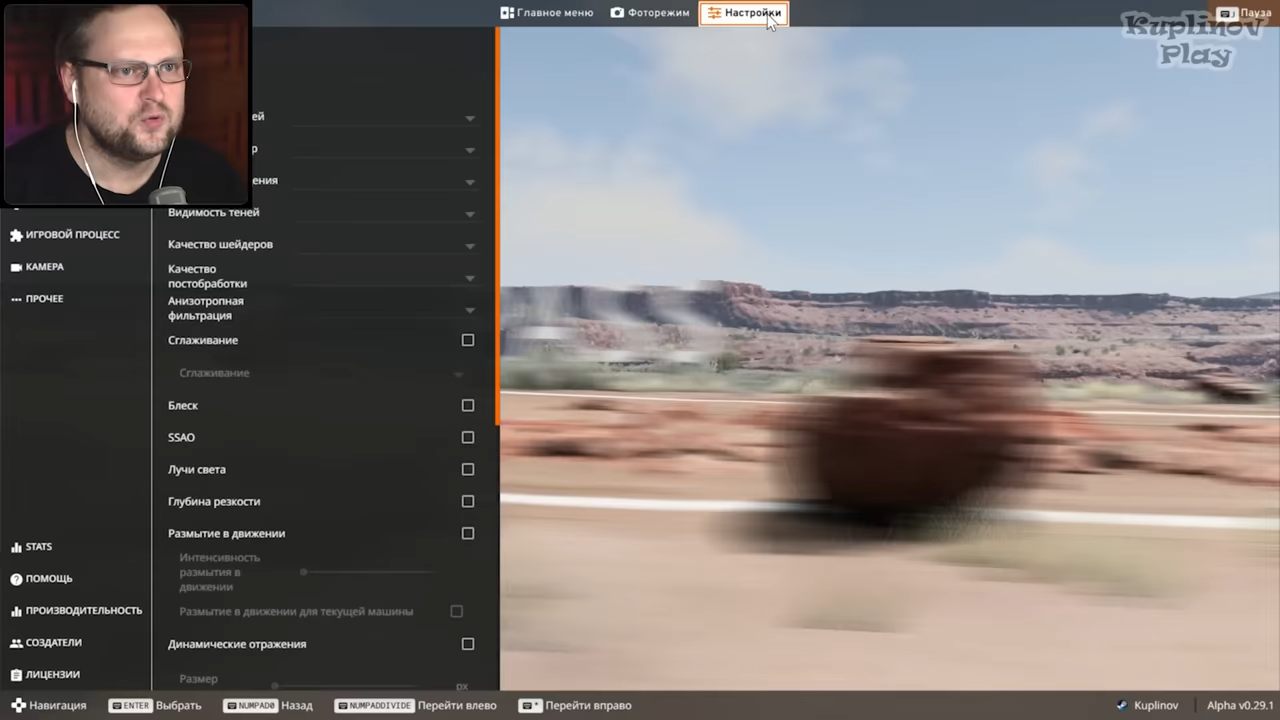 Главное меню
Фоторежим
Настройки
Пауза
Kuplinov
Play
ей
р
ения
Видимость теней
Качество шейдеров
Качество
постобработки
Анизотропная
фильтрация
Сглаживание
Сглаживание
Блеск
SSAO
Лучи света
Глубина резкости
Размытие в движении
Интенсивность
размытия в
движении
Размытие в движении для текущей машины
Динамические отражения
Размер
px
ИГРОВОЙ ПРОЦЕСС
КАМЕРА
ПРОЧЕЕ
STATS
ПОМОЩЬ
ПРОИЗВОДИТЕЛЬНОСТЬ
СОЗДАТЕЛИ
ЛИЦЕНЗИИ
Навигация
ENTER Выбрать
NUMPAD0 Назад
NUMPADDIVIDE Перейти влево
* Перейти вправо
Kuplinov
Alpha v0.29.1